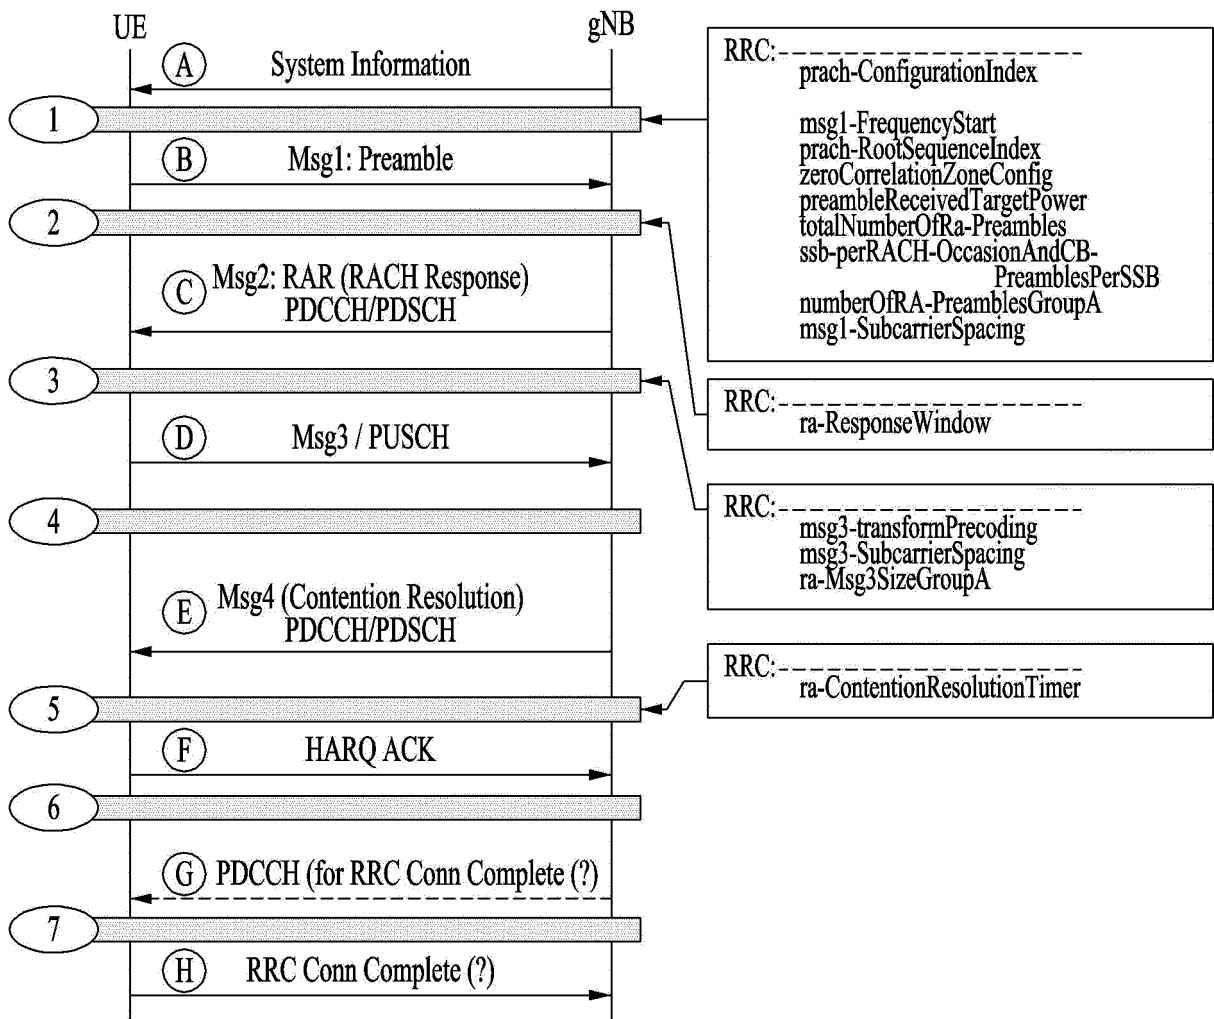 UE
gNB
A
System Information
1
B
Msg1: Preamble
2
C
Msg2: RAR (RACH Response)
PDCCH/PDSCH
3
D
Msg3 / PUSCH
4
E
Msg4 (Contention Resolution)
PDCCH/PDSCH
5
F
HARQ ACK
6
G
PDCCH (for RRC Conn Complete (?)
7
H
RRC Conn Complete (?)
RRC:
prach-ConfigurationIndex
msg1-FrequencyStart
prach-RootSequenceIndex
zeroCorrelationZoneConfig
preambleReceivedTargetPower
totalNumberOfRa-Preambles
ssb-perRACH-OccasionAndCB-
PreamblesPerSSB
numberOfRA-PreamblesGroupA
msg1-SubcarrierSpacing
RRC:
ra-ResponseWindow
RRC:
msg3-transformPrecoding
msg3-SubcarrierSpacing
ra-Msg3SizeGroupA
RRC:
ra-ContentionResolutionTimer